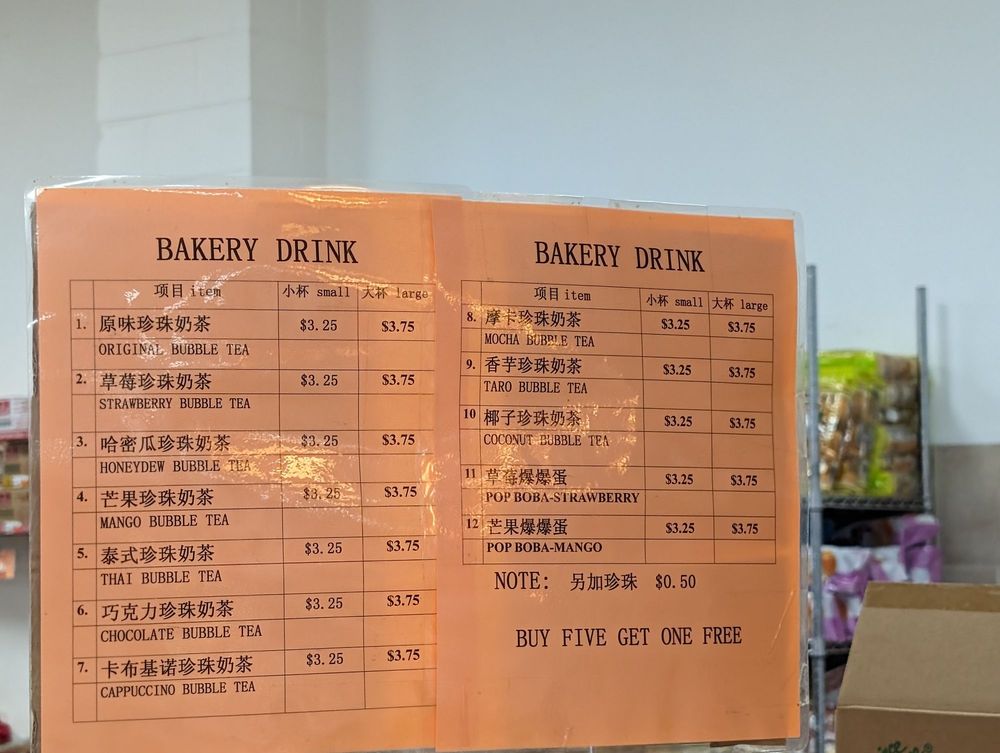 BAKERY DRINK
项目 item 小杯 small 大杯 large
1. 原味珍珠奶茶 $3.25 $3.75
ORIGINAL BUBBLE TEA
2. 草莓珍珠奶茶 $3.25 $3.75
STRAWBERRY BUBBLE TEA
3. 哈密瓜珍珠奶茶 $3.25 $3.75
HONEYDEW BUBBLE TEA
4. 芒果珍珠奶茶 $3.25 $3.75
MANGO BUBBLE TEA
5. 泰式珍珠奶茶 $3.25 $3.75
THAI BUBBLE TEA
6. 巧克力珍珠奶茶 $3.25 $3.75
CHOCOLATE BUBBLE TEA
7. 卡布基诺珍珠奶茶 $3.25 $3.75
CAPPUCCINO BUBBLE TEA
BAKERY DRINK
项目 item 小杯 small 大杯 large
8. 摩卡珍珠奶茶 $3.25 $3.75
MOCHA BUBBLE TEA
9. 香芋珍珠奶茶 $3.25 $3.75
TARO BUBBLE TEA
10 椰子珍珠奶茶 $3.25 $3.75
COCONUT BUBBLE TEA
11 草莓爆爆蛋 $3.25 $3.75
POP BOBA-STRAWBERRY
12 芒果爆爆蛋 $3.25 $3.75
POP BOBA-MANGO
NOTE: 另加珍珠 $0.50
BUY FIVE GET ONE FREE